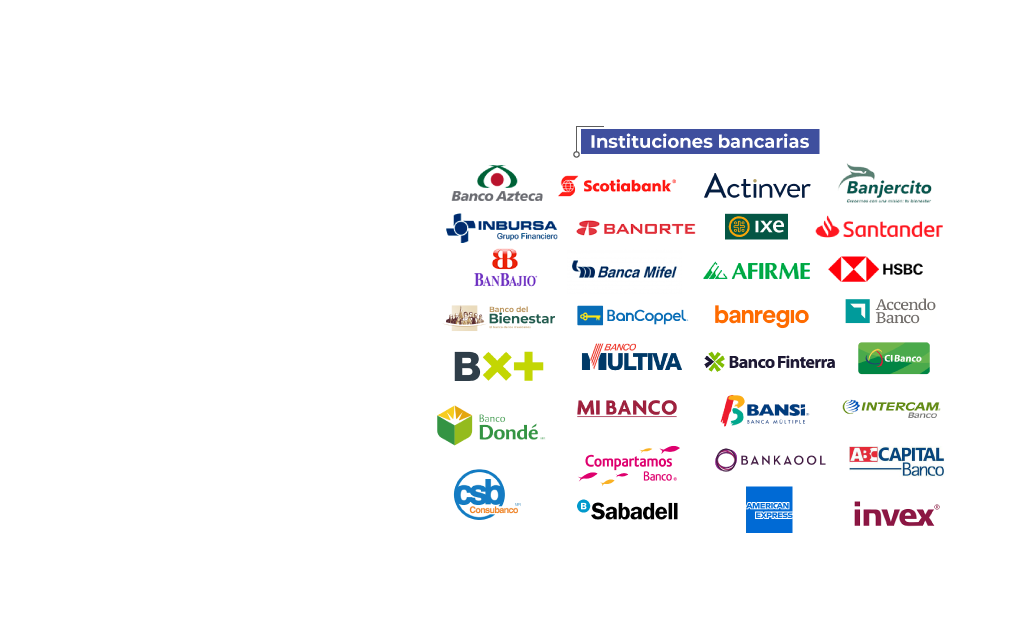 Instituciones bancarias
Banco Azteca
Scotiabank®
Actinver
Banjercito
INBURSA
Grupo Financiero
BANORTE
ixe
Santander
BANBAJIO
Banca Mifel
AFIRME
HSBC
Banco del
Bienestar
BanCoppel
banregio
Accendo
Banco
BX+
BANCO
MULTIVA
Banco Finterra
CIBanco
Banco
Dondé
MI BANCO
BANSI
BANCA MÚLTIPLE
INTERCAM
Banco
Compartamos
Banco
BANKAOOL
ABC CAPITAL
Banco
csb
Consubanco
B Sabadell
AMERICAN
EXPRESS
invex®